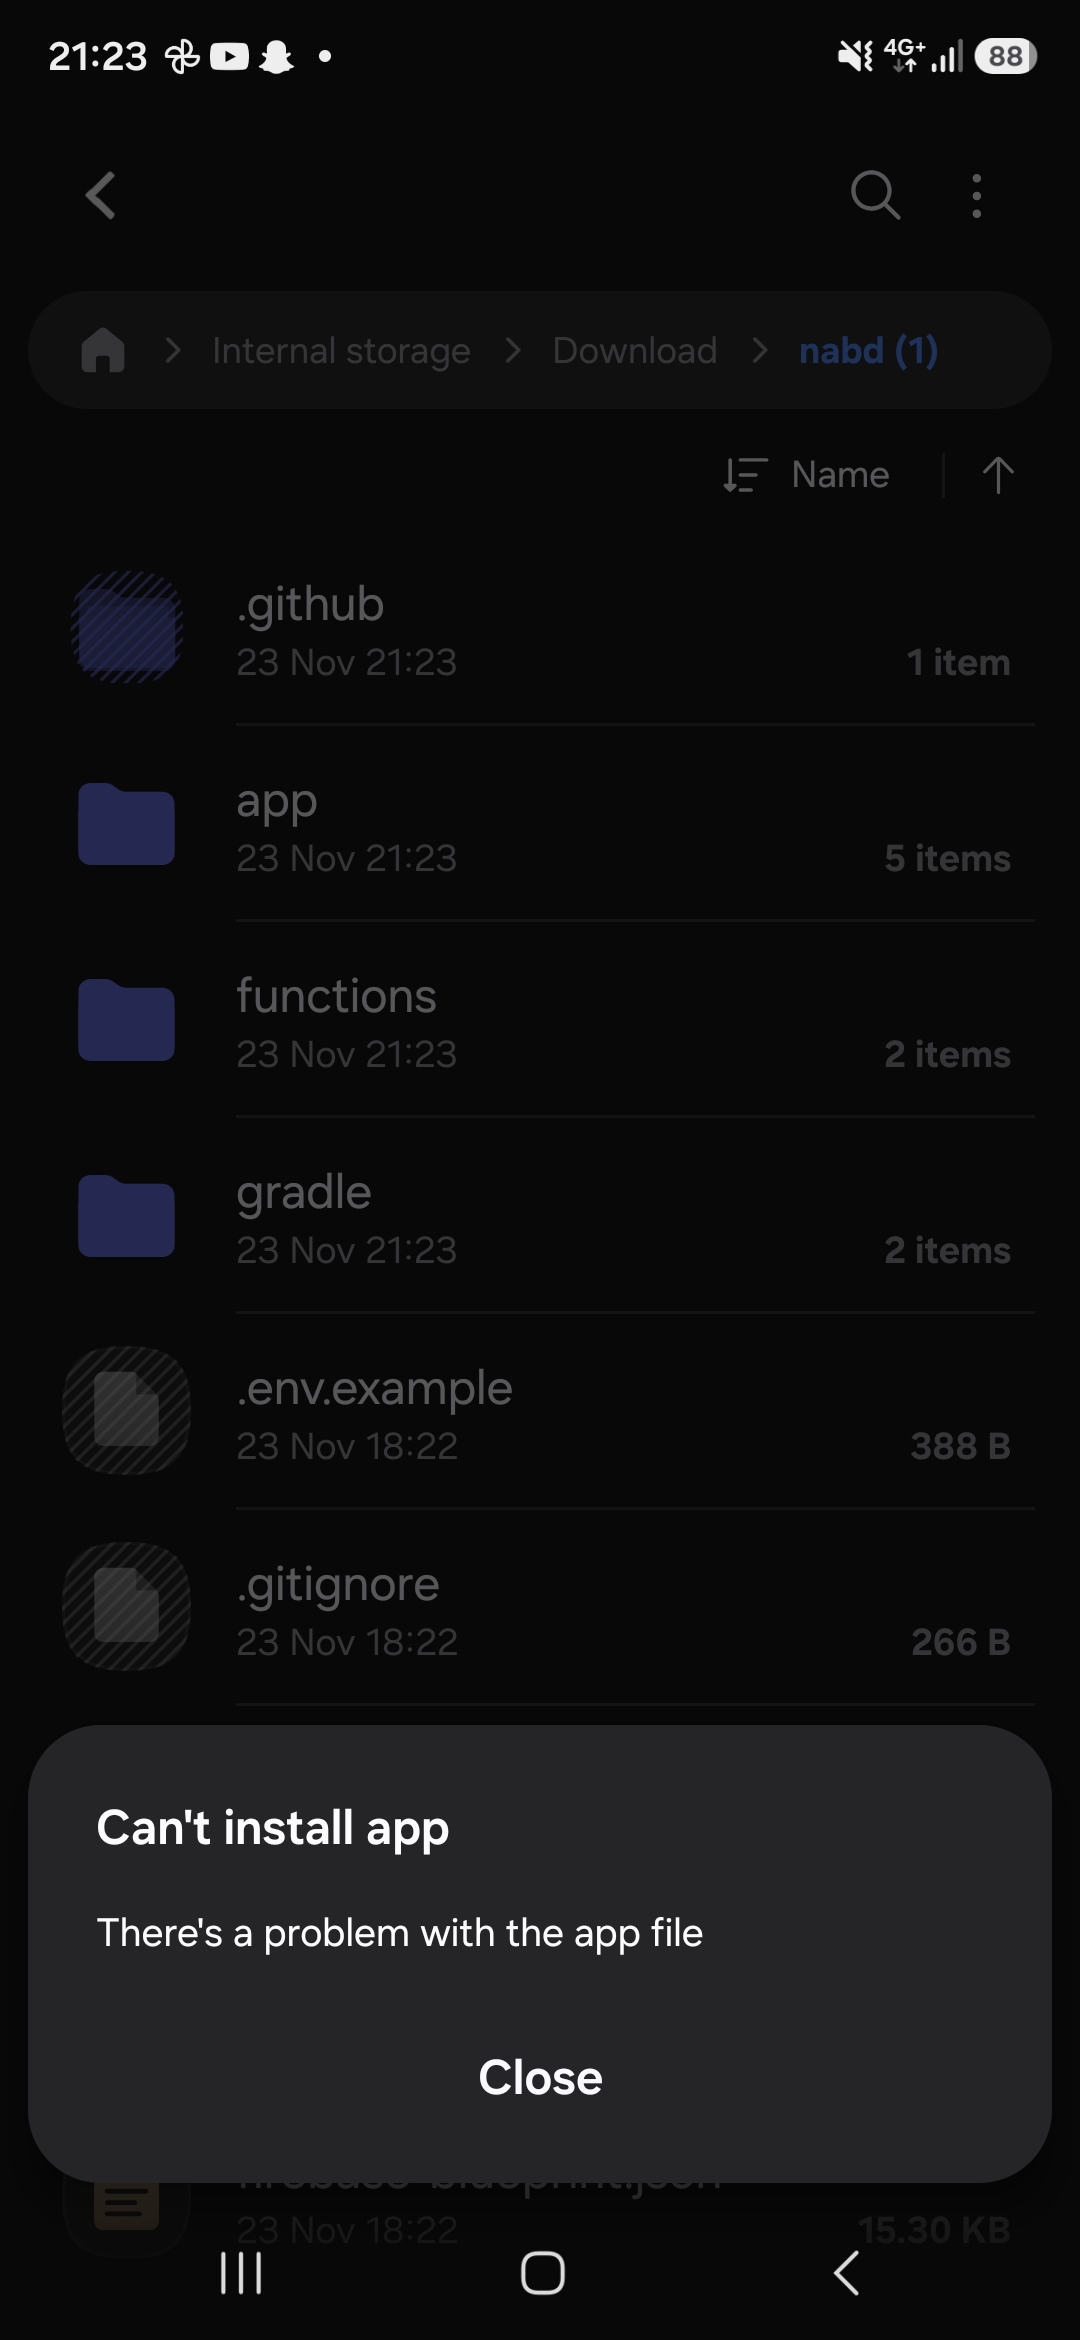 21:23
4G+
88
Internal storage
Download
nabd (1)
Name
.github
23 Nov 21:23
1 item
app
23 Nov 21:23
5 items
functions
23 Nov 21:23
2 items
gradle
23 Nov 21:23
2 items
.env.example
23 Nov 18:22
388 B
.gitignore
23 Nov 18:22
266 B
Can't install app
There's a problem with the app file
Close
23 Nov 18:22
15.30 KB